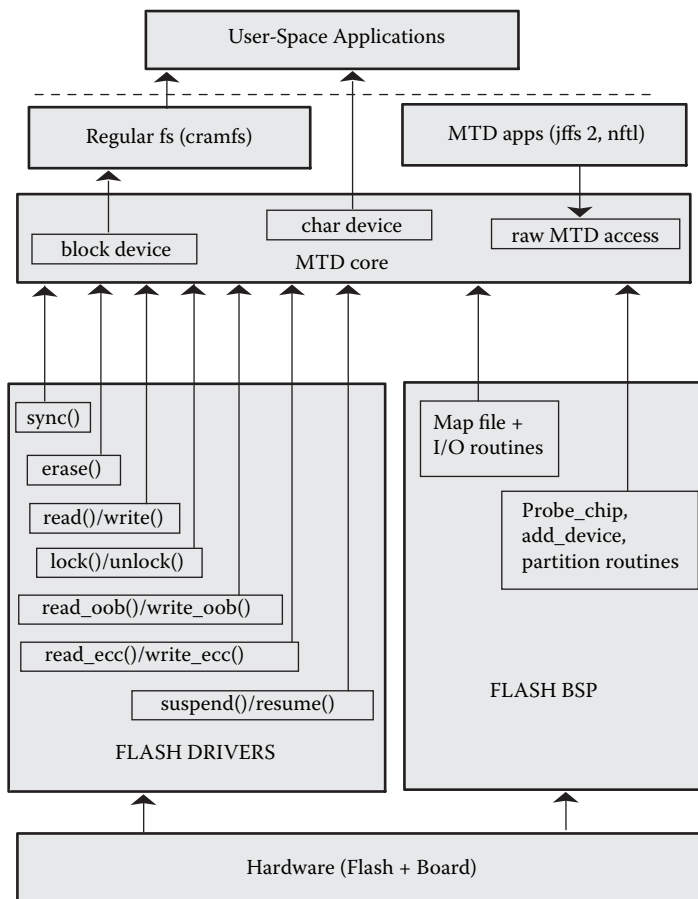 User-Space Applications
Regular fs (cramfs)
MTD apps (jffs 2, nftl)
char device
block device
raw MTD access
MTD core
sync()
erase()
read()/write()
lock()/unlock()
read_oob()/write_oob()
read_ecc()/write_ecc()
suspend()/resume()
FLASH DRIVERS
Map file +
I/O routines
Probe_chip,
add_device,
partition routines
FLASH BSP
Hardware (Flash + Board)